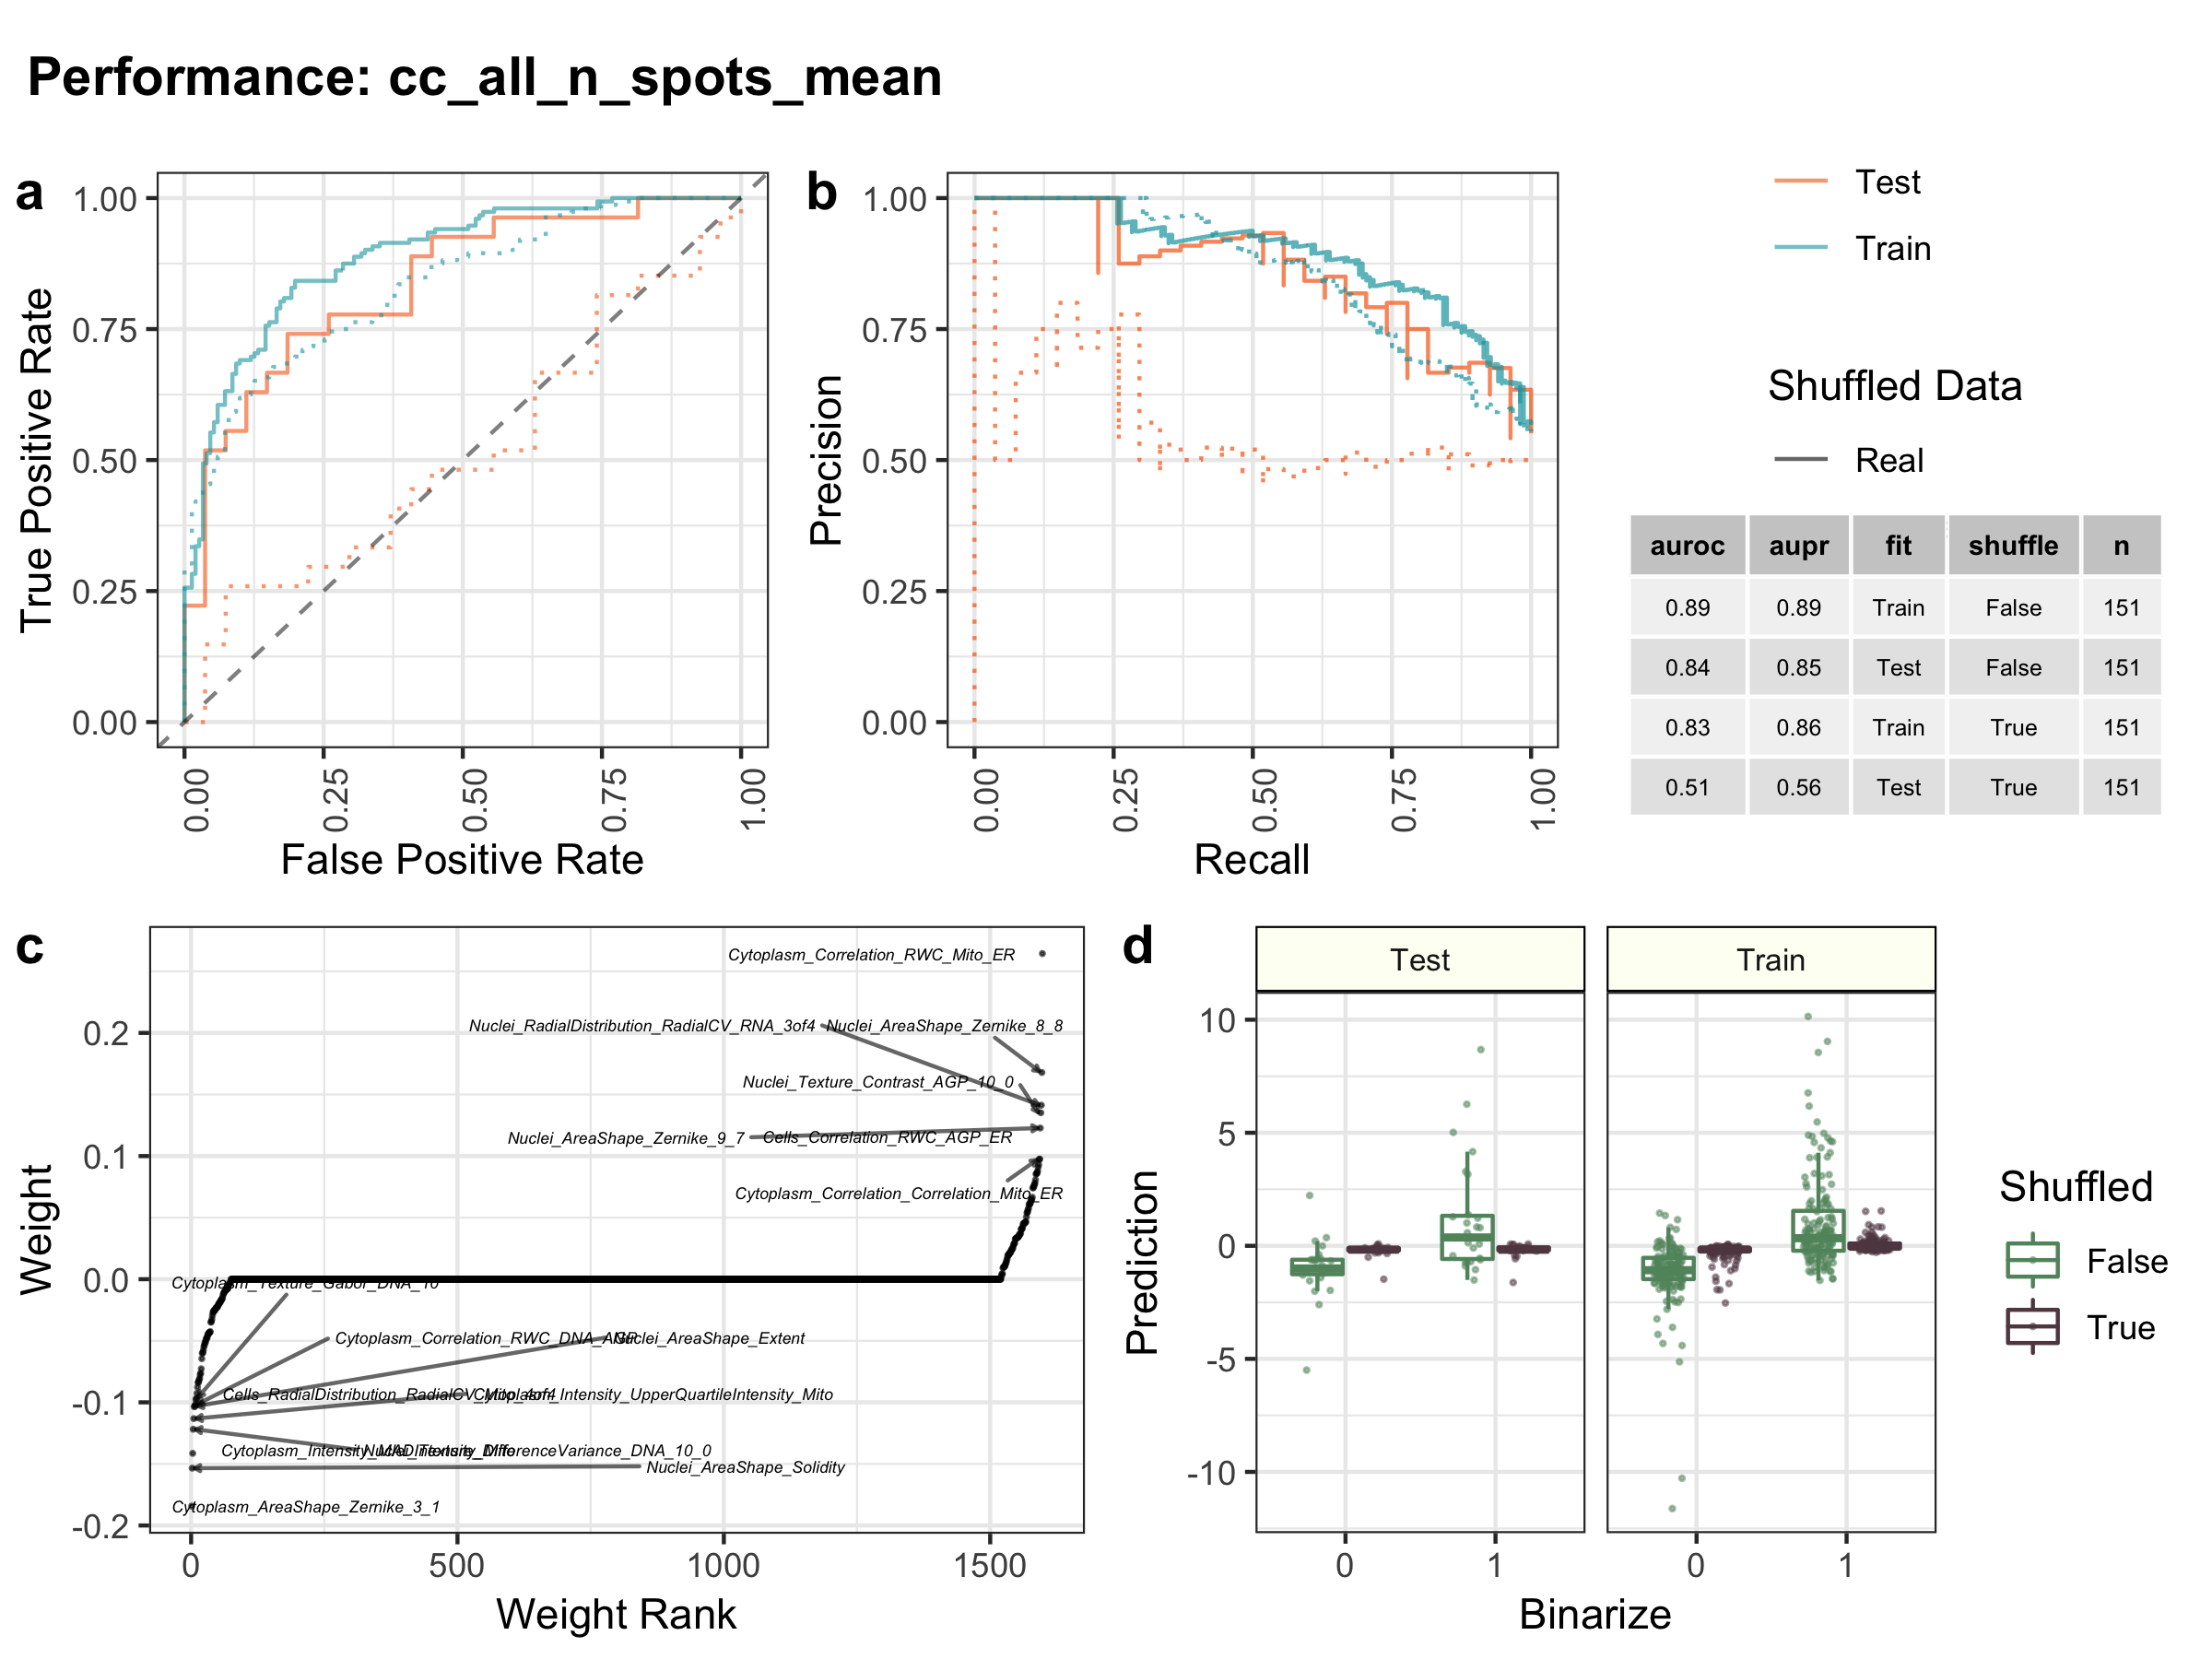 Performance: cc_all_n_spots_mean
a
True Positive Rate
1.00
0.75
0.50
0.25
0.00
0.00
0.25
0.50
0.75
1.00
False Positive Rate
b
Precision
1.00
0.75
0.50
0.25
0.00
0.00
0.25
0.50
0.75
1.00
Recall
Test
Train
Shuffled Data
Real
auroc aupr fit shuffle n
0.89 0.89 Train False 151
0.84 0.85 Test False 151
0.83 0.86 Train True 151
0.51 0.56 Test True 151
c
Weight
0.2
0.1
0.0
-0.1
-0.2
Cytoplasm_Correlation_RWC_Mito_ER
Nuclei_RadialDistribution_RadialCV_RNA_3of4
Nuclei_AreaShape_Zernike_8_8
Nuclei_Texture_Contrast_AGP_10_0
Nuclei_AreaShape_Zernike_9_7
Cells_Correlation_RWC_AGP_ER
Cytoplasm_Correlation_Correlation_Mito_ER
Cytoplasm_Texture_Gabor_DNA_10
Cytoplasm_Correlation_RWC_DNA_AGP
Nuclei_AreaShape_Extent
Cells_RadialDistribution_RadialCV_Mito_4of4
Cytoplasm_Intensity_UpperQuartileIntensity_Mito
Cytoplasm_Intensity_MADIntensity_Mito
Nuclei_Texture_DifferenceVariance_DNA_10_0
Nuclei_AreaShape_Solidity
Cytoplasm_AreaShape_Zernike_3_1
0
500
1000
1500
Weight Rank
d
Prediction
Test
Train
10
5
0
-5
-10
0
1
0
1
Binarize
Shuffled
False
True